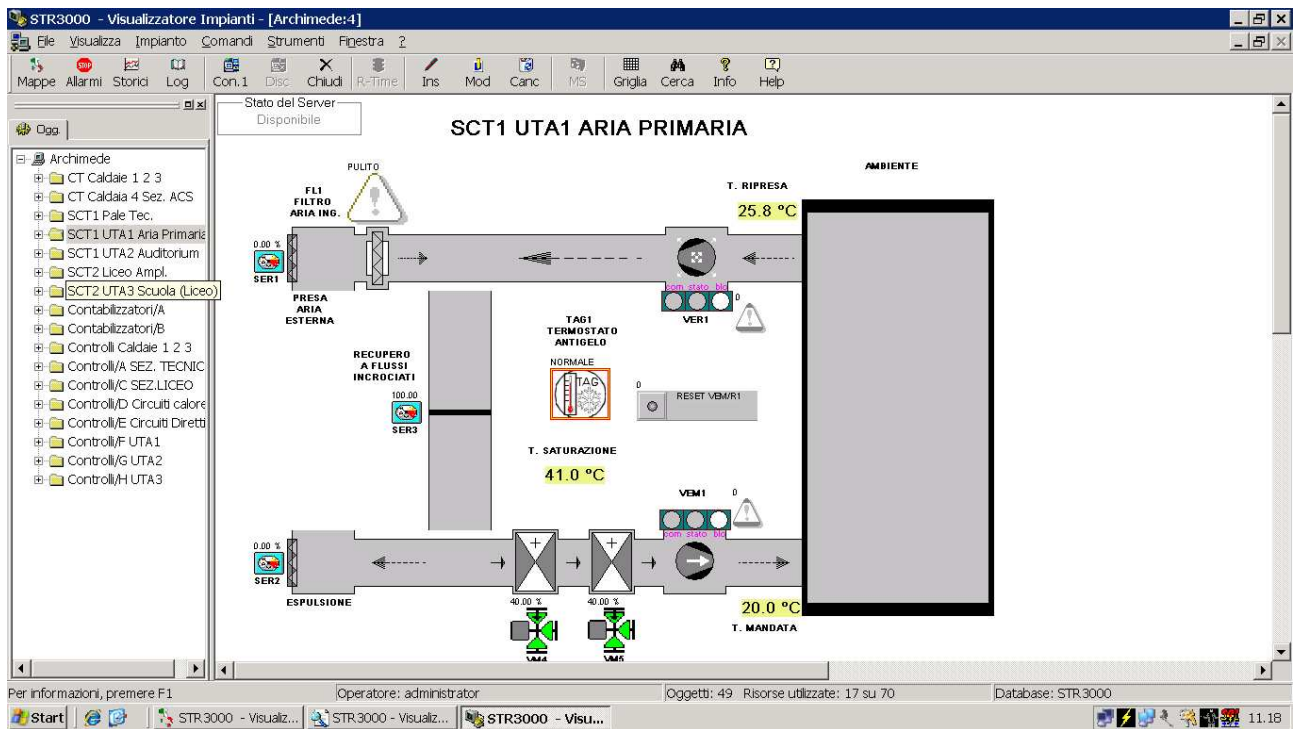 STR3000 - Visualizzatore Impianti - [Archimede:4]
File Visualizza Impianto Comandi Strumenti Finestra ?
Mappe Allarmi Storici Log Con.1 Disc Chiudi R-Time Ins Mod Canc MS Griglia Cerca Info Help
Ogg.
Archimede
CT Caldaie 1 2 3
CT Caldaia 4 Sez. ACS
SCT1 Pale Tec.
SCT1 UTA1 Aria Primaria
SCT1 UTA2 Auditorium
SCT2 Liceo Ampl.
SCT2 UTA3 Scuola (Liceo)
Contabilizzatori/A
Contabilizzatori/B
Controlli Caldaie 1 2 3
Controlli/A SEZ. TECNIC
Controlli/C SEZ.LICEO
Controlli/D Circuiti calore
Controlli/E Circuiti Diretti
Controlli/F UTA1
Controlli/G UTA2
Controlli/H UTA3
Stato del Server
Disponibile
SCT1 UTA1 ARIA PRIMARIA
PULITO
AMBIENTE
FL1
FILTRO
ARIA ING.
STOP
T. RIPRESA
25.8 °C
0.00 %
SER1
PRESA
ARIA
ESTERNA
com stato blo
0
VER1
TAG1
TERMOSTATO
ANTIGELO
NORMALE
TAG
RECUPERO
A FLUSSI
INCROCIATI
100.00
SER3
0
RESET VEM/R1
T. SATURAZIONE
41.0 °C
VEM1
0
com stato blo
0.00 %
SER2
ESPULSIONE
40.00 %
40.00 %
VM4
VM5
20.0 °C
T. MANDATA
Per informazioni, premere F1
Operatore: administrator
Oggetti: 49 Risorse utilizzate: 17 su 70
Database: STR3000
Start
STR3000 - Visualiz...
STR3000 - Visualiz...
STR3000 - Visu...
11.18